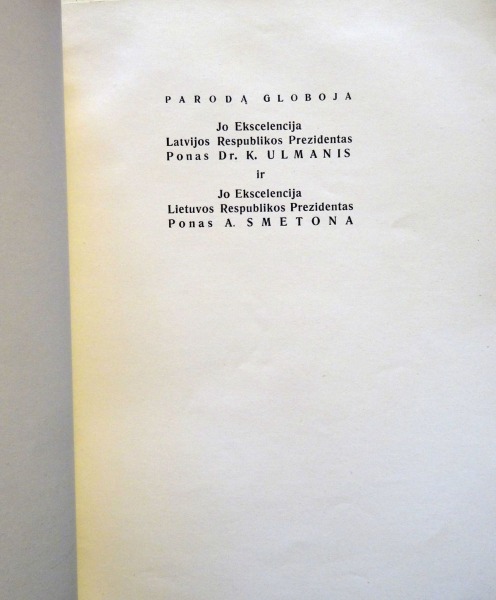 PARODĄ GLOBOJA
Jo Ekscelencija
Latvijos Respublikos Prezidentas
Ponas Dr. K. ULMANIS
ir
Jo Ekscelencija
Lietuvos Respublikos Prezidentas
Ponas A. SMETONA